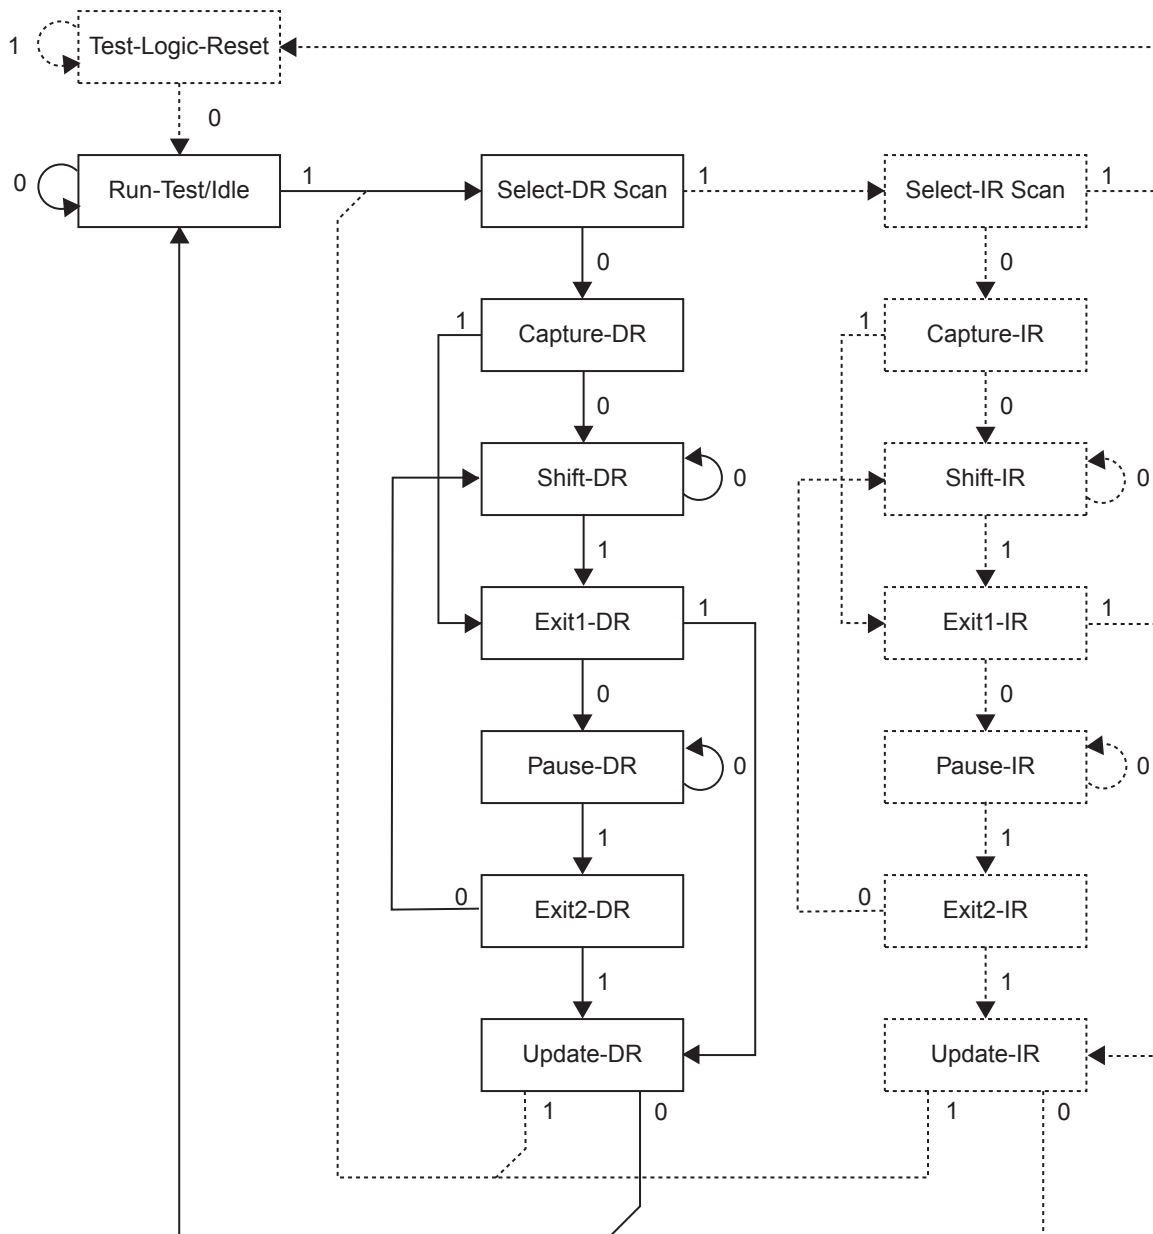 1 Test-Logic-Reset
0
0 Run-Test/Idle 1 Select-DR Scan 1 Select-IR Scan 1
0 0
1 Capture-DR 1 Capture-IR
0 0
Shift-DR 0 Shift-IR 0
1 1
Exit1-DR 1 Exit1-IR 1
0 0
Pause-DR 0 Pause-IR 0
1 1
0 Exit2-DR 0 Exit2-IR
1 1
Update-DR Update-IR
1 0 1 0